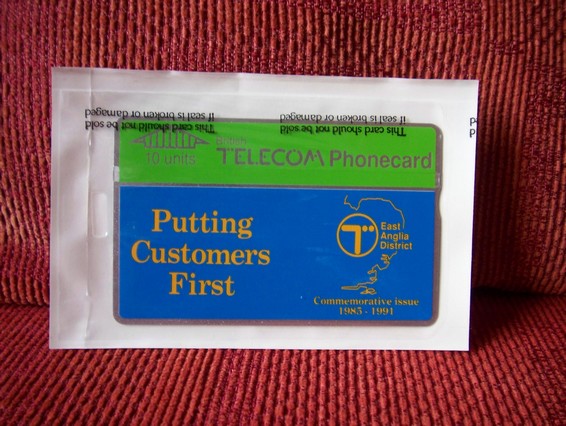 This card should not be sold
if seal is broken or damaged
This card should not be sold
if seal is broken or damaged
10 units
British
TELECOM Phonecard
Putting
Customers
First
T
East
Anglia
District
Commemorative issue
1985 - 1991